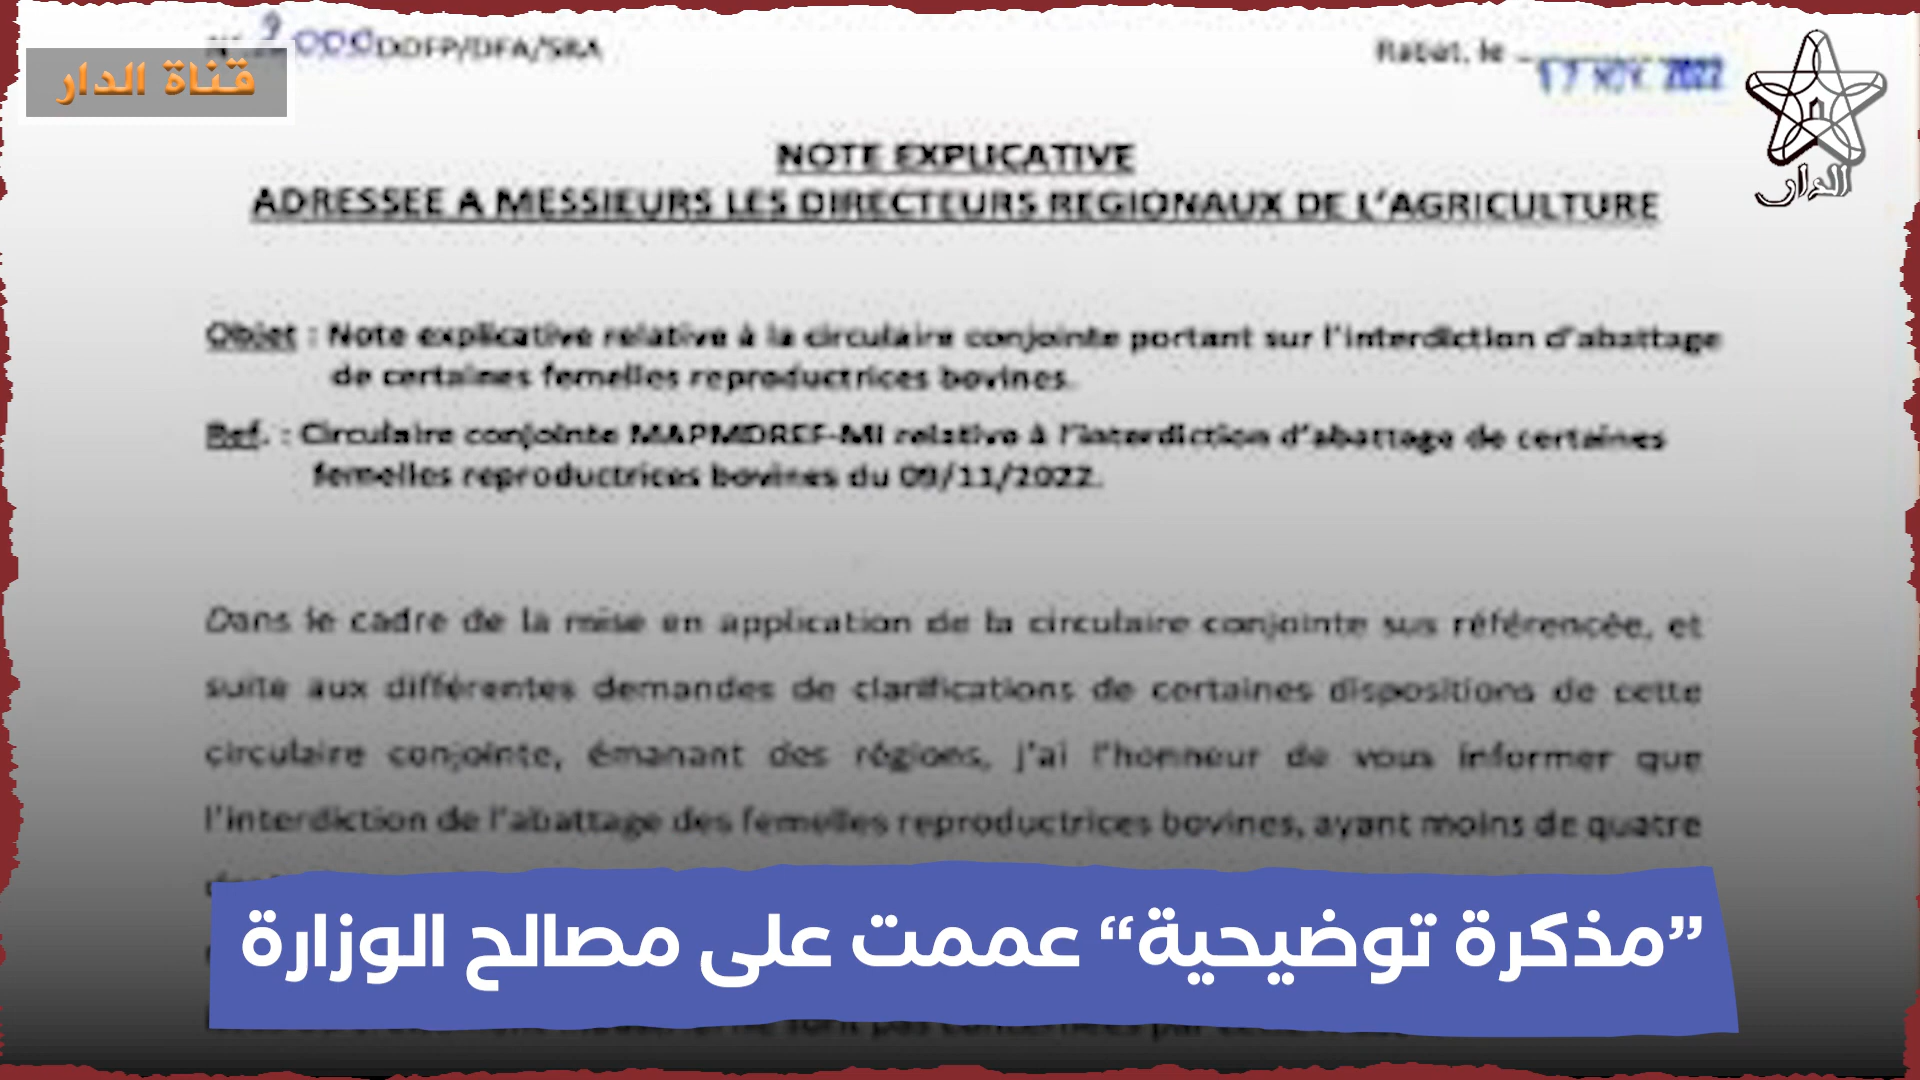 DDFP/DFA/SRA
Rabat, le
17 NOV. 2022
قناة الدار
الدار
NOTE EXPLICATIVE
ADRESSEE A MESSIEURS LES DIRECTEURS REGIONAUX DE L'AGRICULTURE
Objet : Note explicative relative à la circulaire conjointe portant sur l'interdiction d'abattage
de certaines femelles reproductrices bovines.
Ref. : Circulaire conjointe MAPMDREF-MI relative à l'interdiction d'abattage de certaines
femelles reproductrices bovines du 09/11/2022.
Dans le cadre de la mise en application de la circulaire conjointe sus référencée, et
suite aux différentes demandes de clarifications de certaines dispositions de cette
circulaire conjointe, émanant des régions, j'ai l'honneur de vous informer que
l'interdiction de l'abattage des femelles reproductrices bovines, ayant moins de quatre
”مذكرة توضيحية“ عممت على مصالح الوزارة